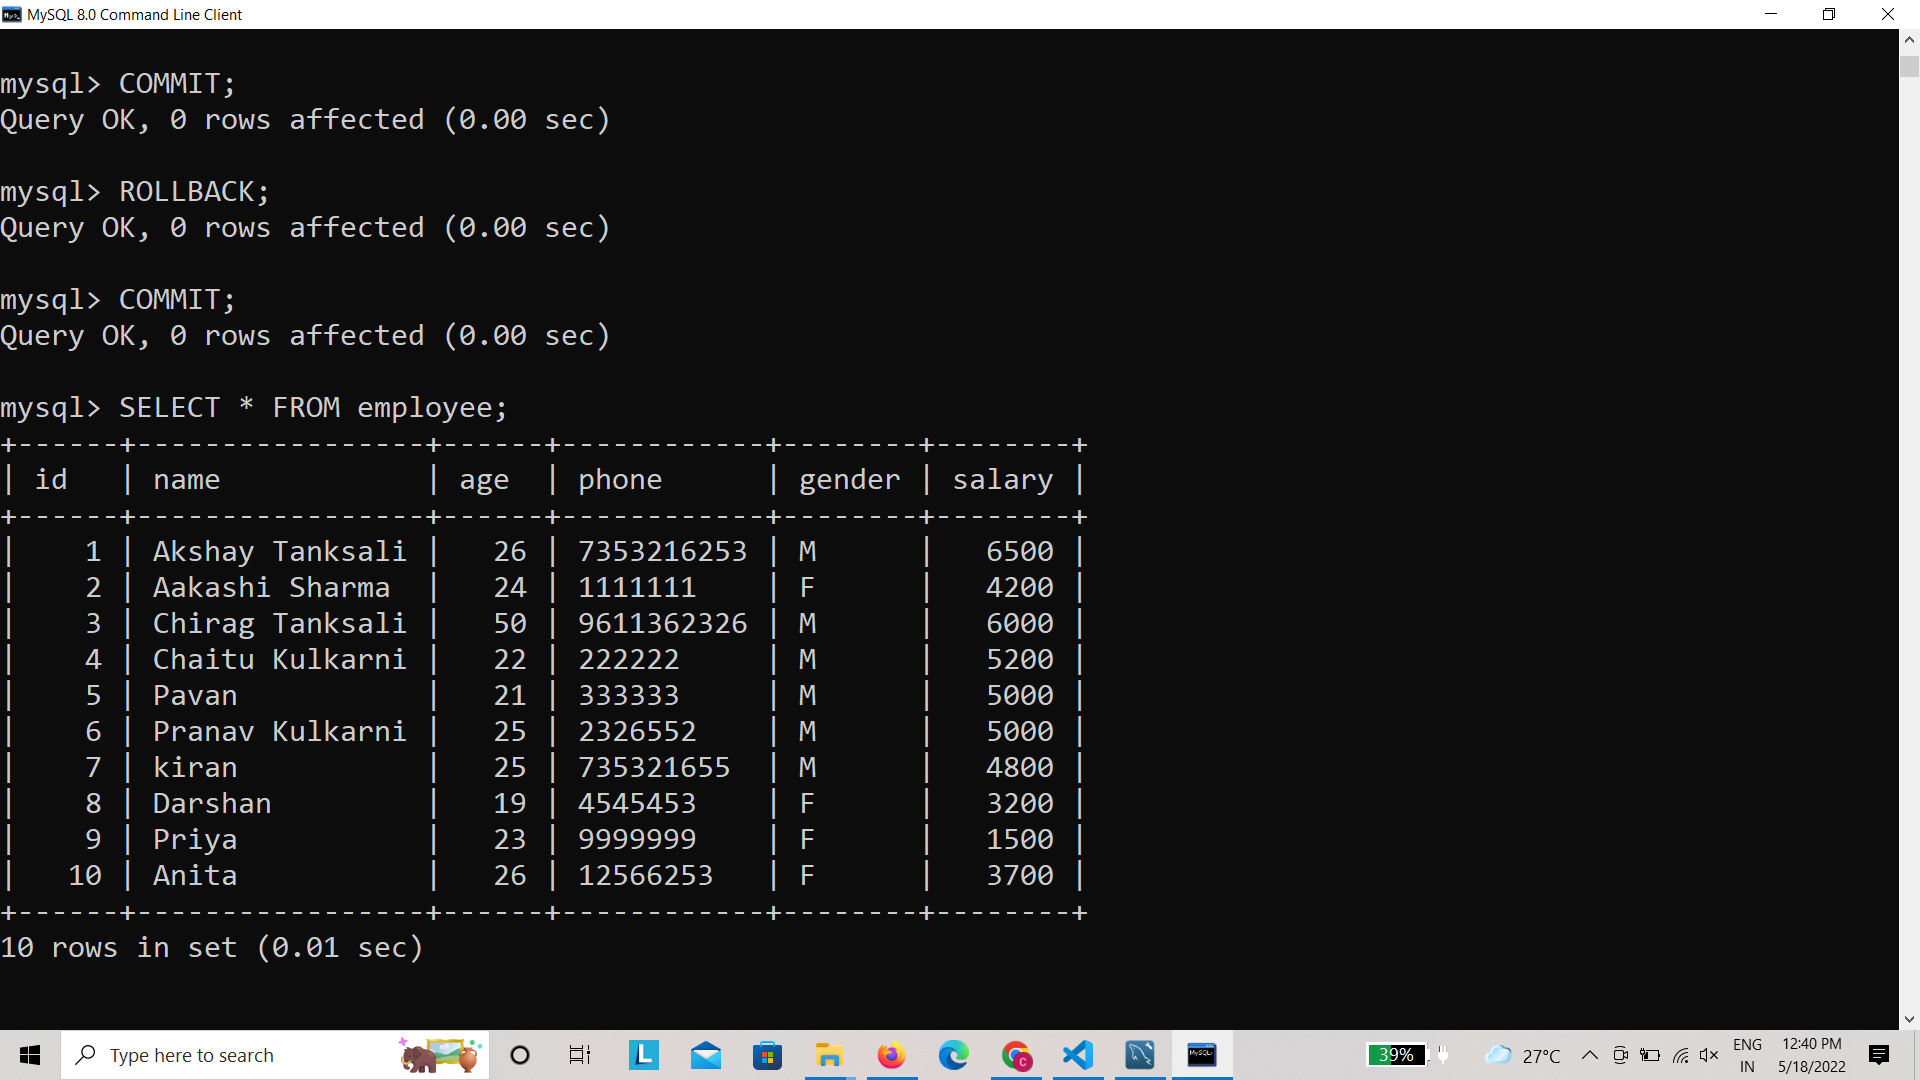 MySQL 8.0 Command Line Client
mysql> COMMIT;
Query OK, 0 rows affected (0.00 sec)
mysql> ROLLBACK;
Query OK, 0 rows affected (0.00 sec)
mysql> COMMIT;
Query OK, 0 rows affected (0.00 sec)
mysql> SELECT * FROM employee;
+------+-----------------+------+------------+--------+--------+
| id   | name            | age  | phone      | gender | salary |
+------+-----------------+------+------------+--------+--------+
|    1 | Akshay Tanksali |   26 | 7353216253 | M      |   6500 |
|    2 | Aakashi Sharma  |   24 | 1111111    | F      |   4200 |
|    3 | Chirag Tanksali |   50 | 9611362326 | M      |   6000 |
|    4 | Chaitu Kulkarni |   22 | 222222     | M      |   5200 |
|    5 | Pavan           |   21 | 333333     | M      |   5000 |
|    6 | Pranav Kulkarni |   25 | 2326552    | M      |   5000 |
|    7 | kiran           |   25 | 735321655  | M      |   4800 |
|    8 | Darshan         |   19 | 4545453    | F      |   3200 |
|    9 | Priya           |   23 | 9999999    | F      |   1500 |
|   10 | Anita           |   26 | 12566253   | F      |   3700 |
+------+-----------------+------+------------+--------+--------+
10 rows in set (0.01 sec)
Type here to search
L
C
MySQL
39%
27°C
ENG
IN
12:40 PM
5/18/2022